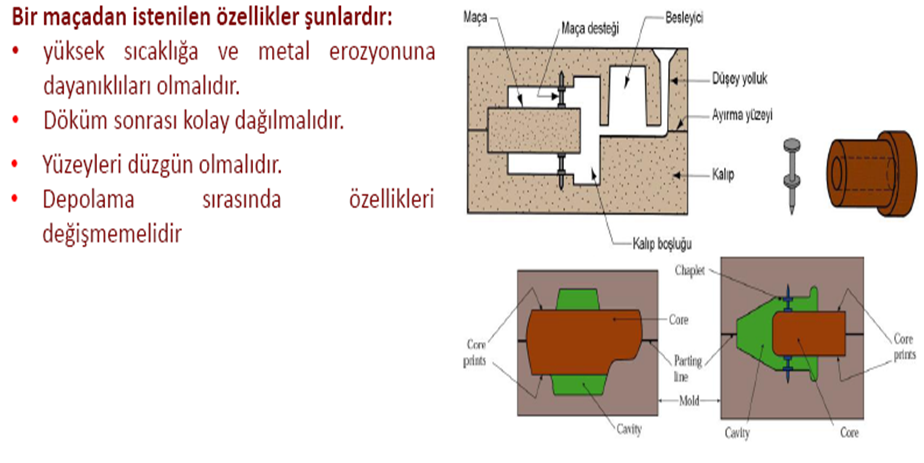 Bir maçadan istenilen özellikler şunlardır:
• yüksek sıcaklığa ve metal erozyonuna
dayanıklıları olmalıdır.
• Döküm sonrası kolay dağılmalıdır.
• Yüzeyleri düzgün olmalıdır.
• Depolama sırasında özellikleri
değişmemelidir
Maça
Maça desteği
Besleyici
Düşey yolluk
Ayırma yüzeyi
Kalıp
Kalıp boşluğu
Core
prints
Core
Cavity
Mold
Chaplet
Parting
line
Core
prints
Cavity
Core